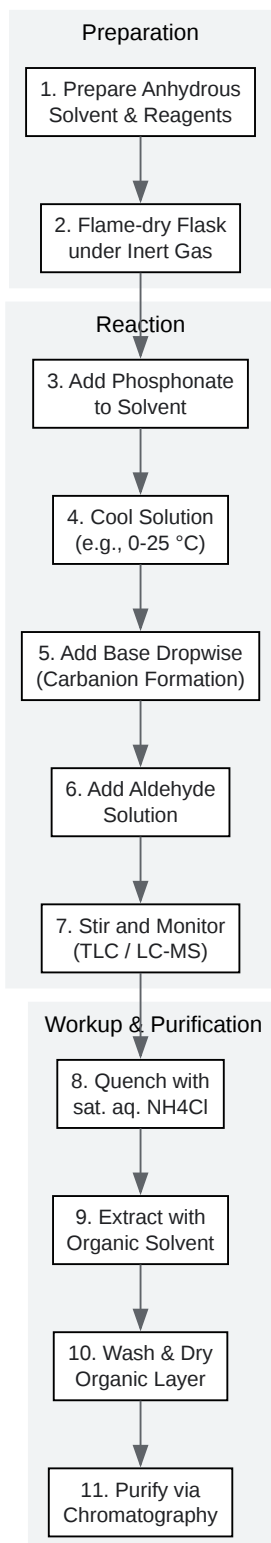 Preparation
1. Prepare Anhydrous
Solvent & Reagents
2. Flame-dry Flask
under Inert Gas
Reaction
3. Add Phosphonate
to Solvent
4. Cool Solution
(e.g., 0-25 °C)
5. Add Base Dropwise
(Carbanion Formation)
6. Add Aldehyde
Solution
7. Stir and Monitor
(TLC / LC-MS)
Workup & Purification
8. Quench with
sat. aq. NH4Cl
9. Extract with
Organic Solvent
10. Wash & Dry
Organic Layer
11. Purify via
Chromatography